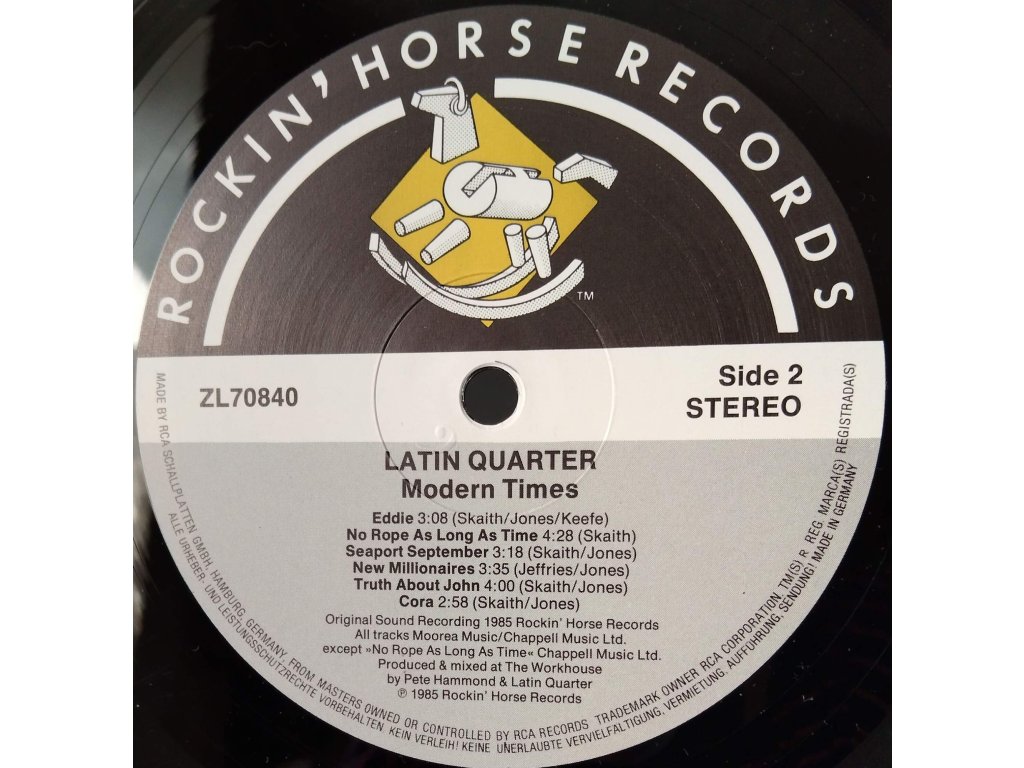 ROCKIN' HORSE RECORDS
TM
ZL70840
Side 2
STEREO
LATIN QUARTER
Modern Times
Eddie 3:08 (Skaith/Jones/Keefe)
No Rope As Long As Time 4:28 (Skaith)
Seaport September 3:18 (Skaith/Jones)
New Millionaires 3:35 (Jeffries/Jones)
Truth About John 4:00 (Skaith/Jones)
Cora 2:58 (Skaith/Jones)
Original Sound Recording 1985 Rockin' Horse Records
All tracks Moorea Music/Chappell Music Ltd.
except »No Rope As Long As Time« Chappell Music Ltd.
Produced & mixed at The Workhouse
by Pete Hammond & Latin Quarter
℗ 1985 Rockin' Horse Records
MADE BY RCA SCHALLPLATTEN GMBH, HAMBURG, GERMANY, FROM MASTERS OWNED OR CONTROLLED BY RCA RECORDS TRADEMARK OWNER RCA CORPORATION, TM(S) R REG. MARCA(S) REGISTRADA(S)
ALLE URHEBER- UND LEISTUNGSSCHUTZRECHTE VORBEHALTEN. KEIN VERLEIH! KEINE UNERLAUBTE VERVIELFÄLTIGUNG, VERMIETUNG, AUFFÜHRUNG, SENDUNG! MADE IN GERMANY